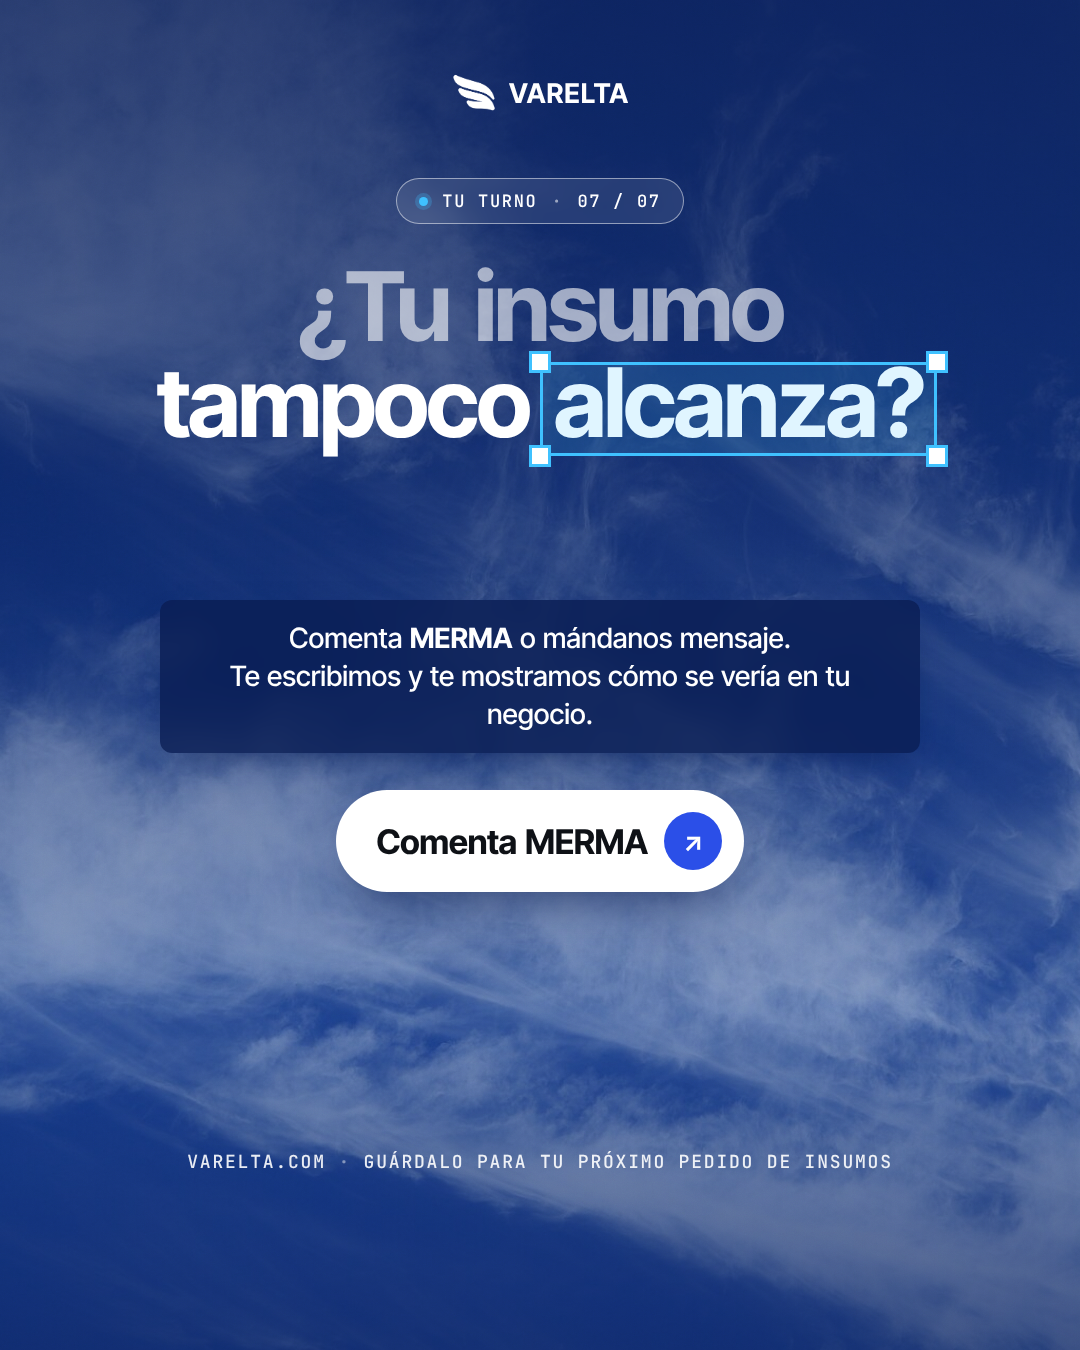 VARELTA
TU TURNO · 07 / 07
¿Tu insumo
tampoco alcanza?
Comenta MERMA o mándanos mensaje.
Te escribimos y te mostramos cómo se vería en tu
negocio.
Comenta MERMA
VARELTA.COM · GUÁRDALO PARA TU PRÓXIMO PEDIDO DE INSUMOS